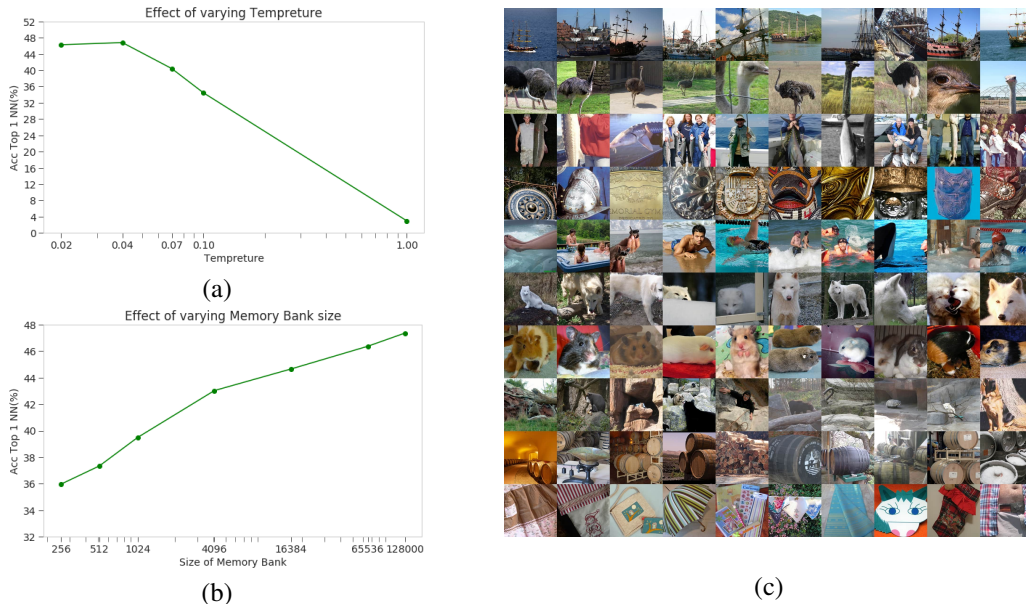 Effect of varying Tempreture
Acc Top 1 NN(%)
52
48
44
40
36
32
28
24
20
16
12
8
4
0
0.02 0.04 0.07 0.10 1.00
Tempreture
(a)
Effect of varying Memory Bank size
Acc Top 1 NN(%)
48
46
44
42
40
38
36
34
32
256 512 1024 4096 16384 65536 128000
Size of Memory Bank
(b)
(c)